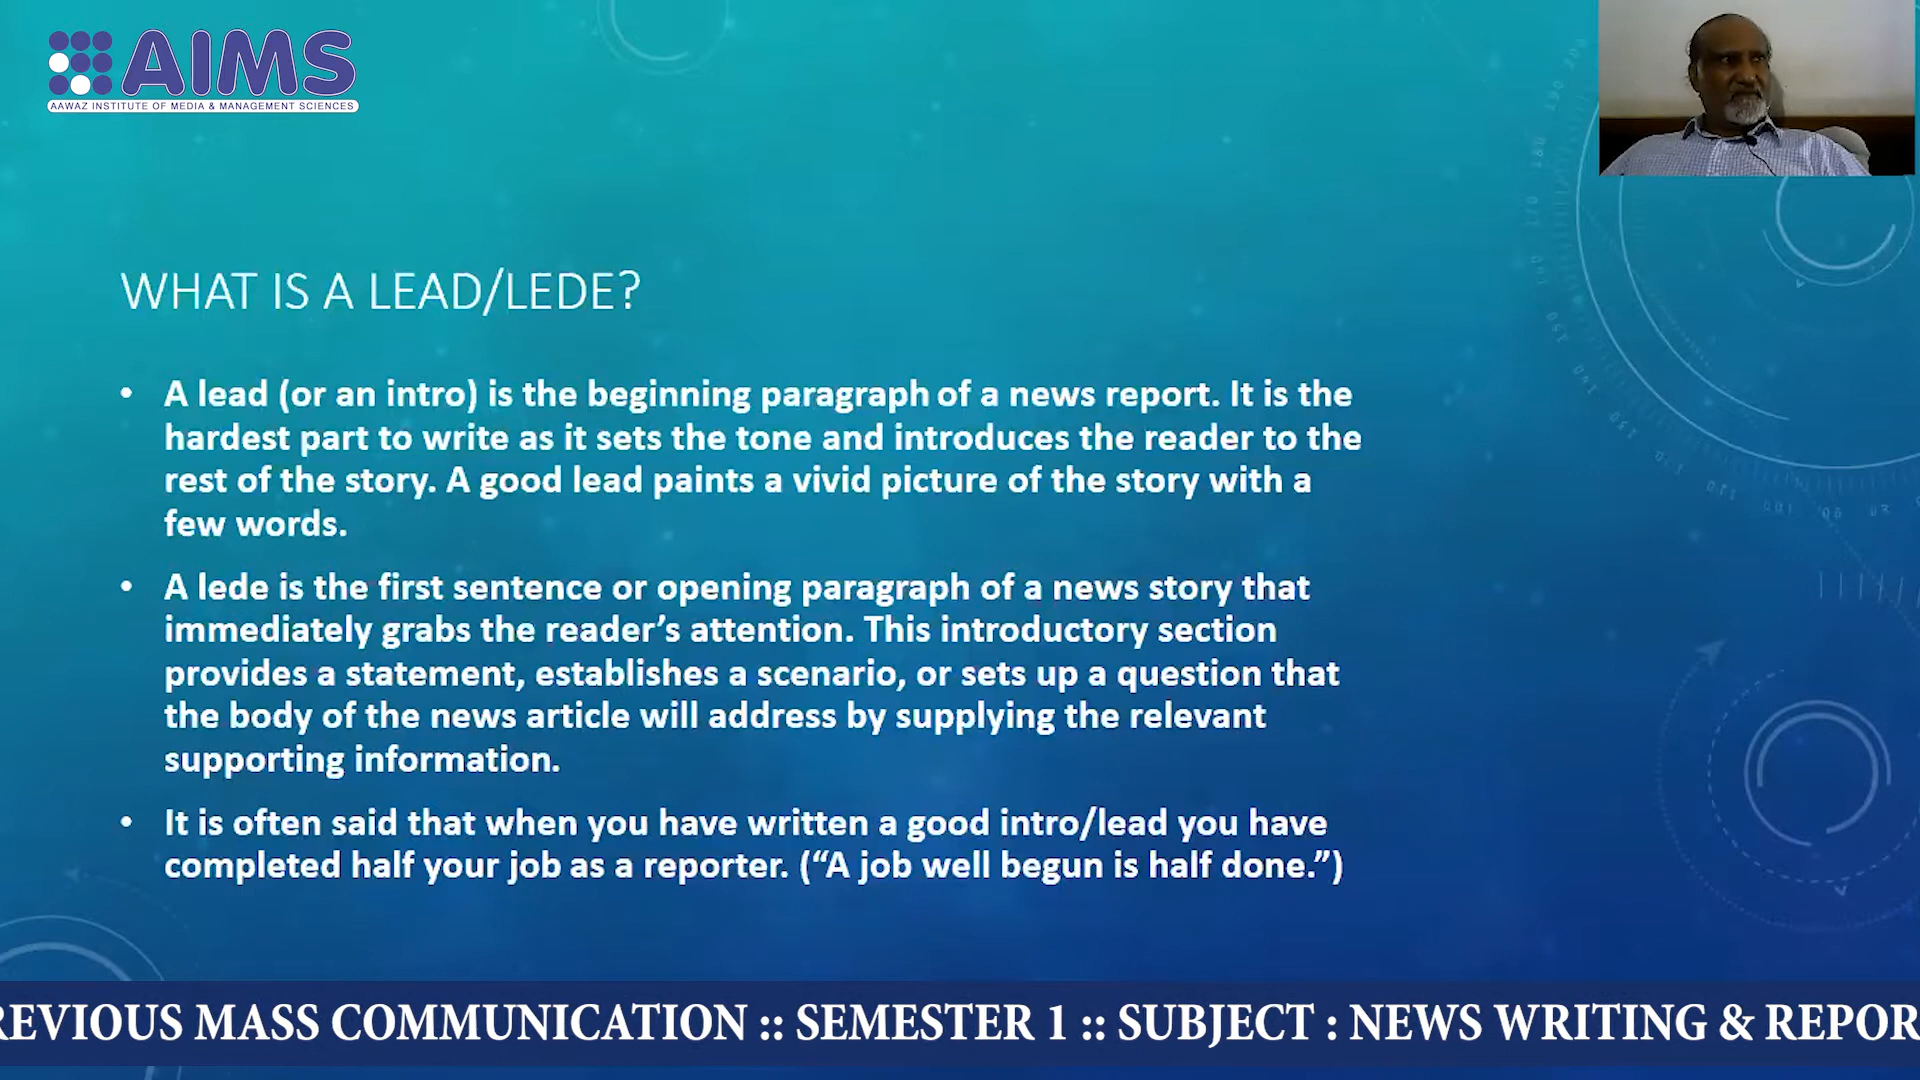 AIMS
AAWAZ INSTITUTE OF MEDIA & MANAGEMENT SCIENCES
WHAT IS A LEAD/LEDE?
• A lead (or an intro) is the beginning paragraph of a news report. It is the
hardest part to write as it sets the tone and introduces the reader to the
rest of the story. A good lead paints a vivid picture of the story with a
few words.
• A lede is the first sentence or opening paragraph of a news story that
immediately grabs the reader’s attention. This introductory section
provides a statement, establishes a scenario, or sets up a question that
the body of the news article will address by supplying the relevant
supporting information.
• It is often said that when you have written a good intro/lead you have
completed half your job as a reporter. (“A job well begun is half done.”)
REVIOUS MASS COMMUNICATION :: SEMESTER 1 :: SUBJECT : NEWS WRITING & REPOR